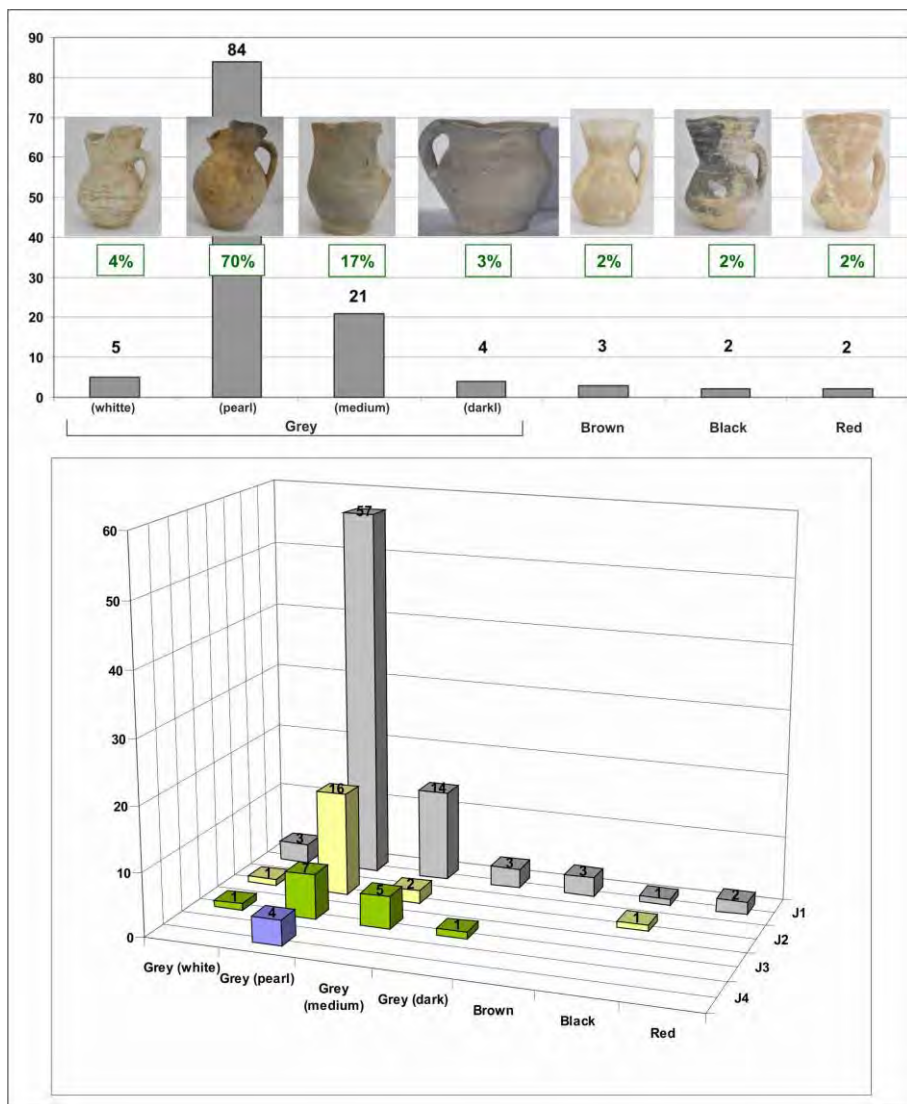 90
84
80
70
60
50
40
4% 70% 17% 3% 2% 2% 2%
30
21
20
10
5 4 3 2 2
0
(whitte) (pearl) (medium) (darkl)
Grey Brown Black Red
60
57
50
40
30
20
16 14
10
3 3 3 1 2
1 7 2 1
1 5 1
4
0
J1
J2
J3
J4
Grey (white)
Grey (pearl)
Grey
(medium)
Grey (dark)
Brown
Black
Red